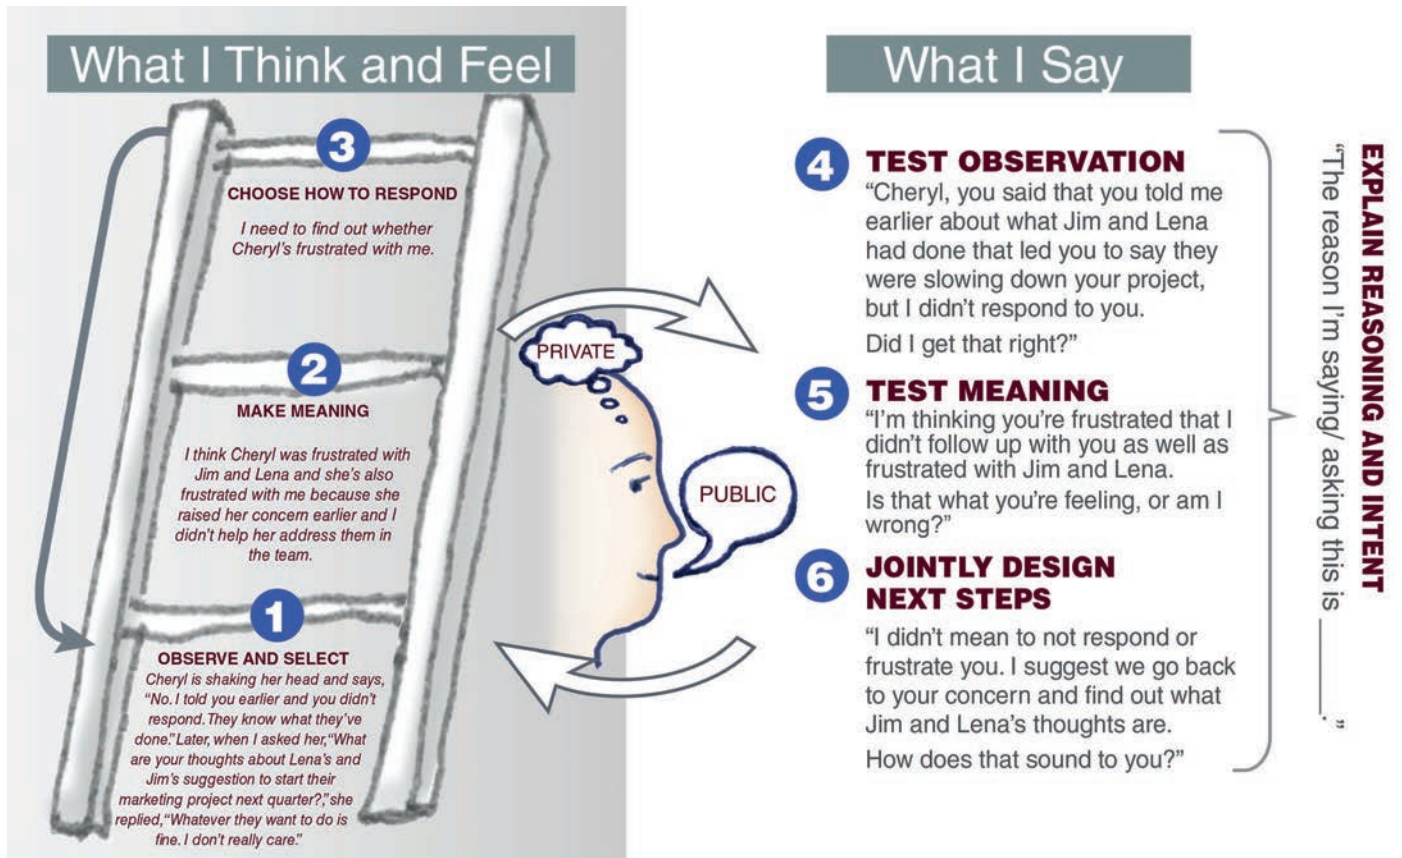 What I Think and Feel
3
CHOOSE HOW TO RESPOND
I need to find out whether
Cheryl's frustrated with me.
2
MAKE MEANING
I think Cheryl was frustrated with
Jim and Lena and she's also
frustrated with me because she
raised her concern earlier and I
didn't help her address them in
the team.
1
OBSERVE AND SELECT
Cheryl is shaking her head and says,
"No. I told you earlier and you didn't
respond. They know what they've
done." Later, when I asked her, "What
are your thoughts about Lena's and
Jim's suggestion to start their
marketing project next quarter?," she
replied, "Whatever they want to do is
fine. I don't really care."
PRIVATE
PUBLIC
What I Say
4
TEST OBSERVATION
"Cheryl, you said that you told me
earlier about what Jim and Lena
had done that led you to say they
were slowing down your project,
but I didn't respond to you.
Did I get that right?"
5
TEST MEANING
"I'm thinking you're frustrated that I
didn't follow up with you as well as
frustrated with Jim and Lena.
Is that what you're feeling, or am I
wrong?"
6
JOINTLY DESIGN
NEXT STEPS
"I didn't mean to not respond or
frustrate you. I suggest we go back
to your concern and find out what
Jim and Lena's thoughts are.
How does that sound to you?"
EXPLAIN REASONING AND INTENT
"The reason I'm saying/ asking this is ________."